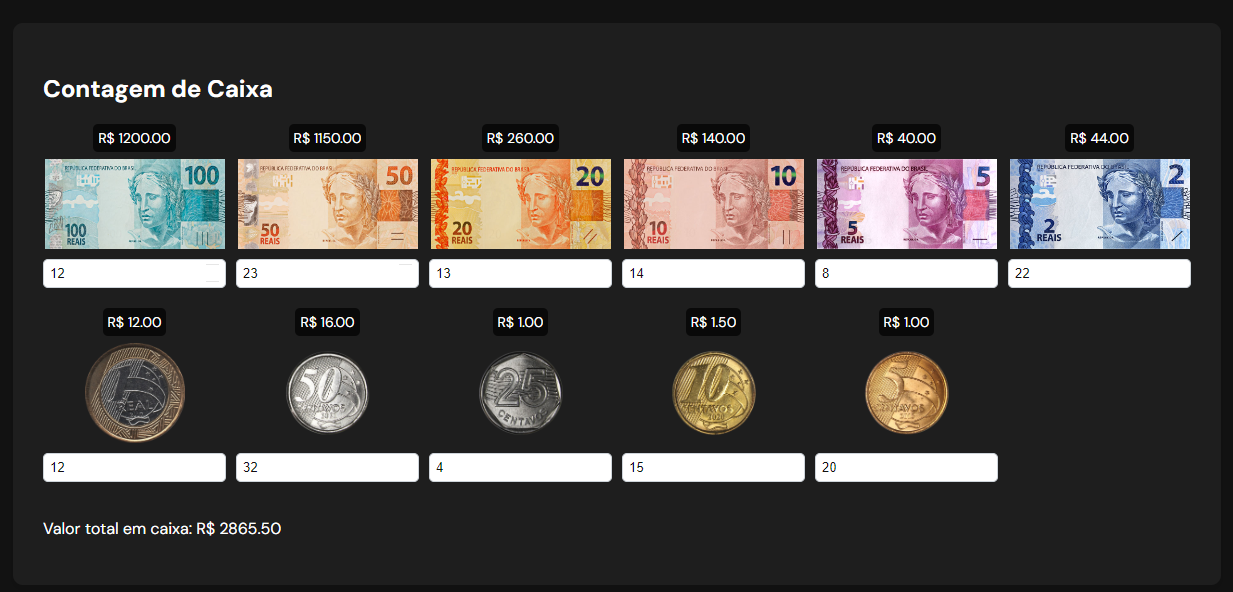 Contagem de Caixa
R$ 1200.00 R$ 1150.00 R$ 260.00 R$ 140.00 R$ 40.00 R$ 44.00
REPÚBLICA FEDERATIVA DO BRASIL 100 REPÚBLICA FEDERATIVA DO BRASIL 50 REPÚBLICA FEDERATIVA DO BRASIL 20 REPÚBLICA FEDERATIVA DO BRASIL 10 REPÚBLICA FEDERATIVA DO BRASIL 5 REPÚBLICA FEDERATIVA DO BRASIL 2
100 50 20 10 5 2
REAIS REAIS REAIS REAIS REAIS REAIS
12 23 13 14 8 22
R$ 12.00 R$ 16.00 R$ 1.00 R$ 1.50 R$ 1.00
1 50 25 10 5
REAL CENTAVOS CENTAVOS CENTAVOS CENTAVOS
12 32 4 15 20
Valor total em caixa: R$ 2865.50